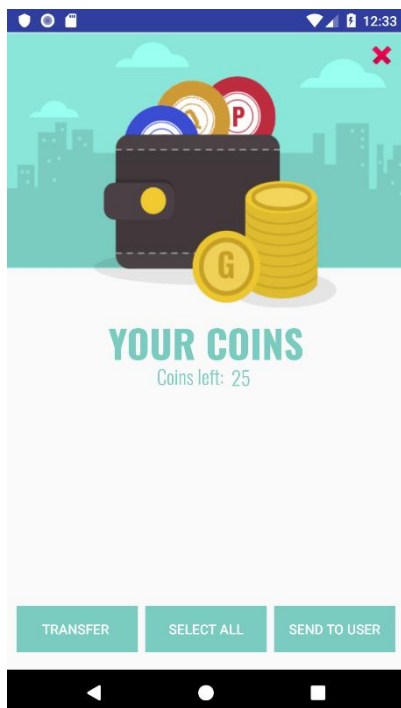 12:33
A P
G
YOUR COINS
Coins left: 25
TRANSFER SELECT ALL SEND TO USER